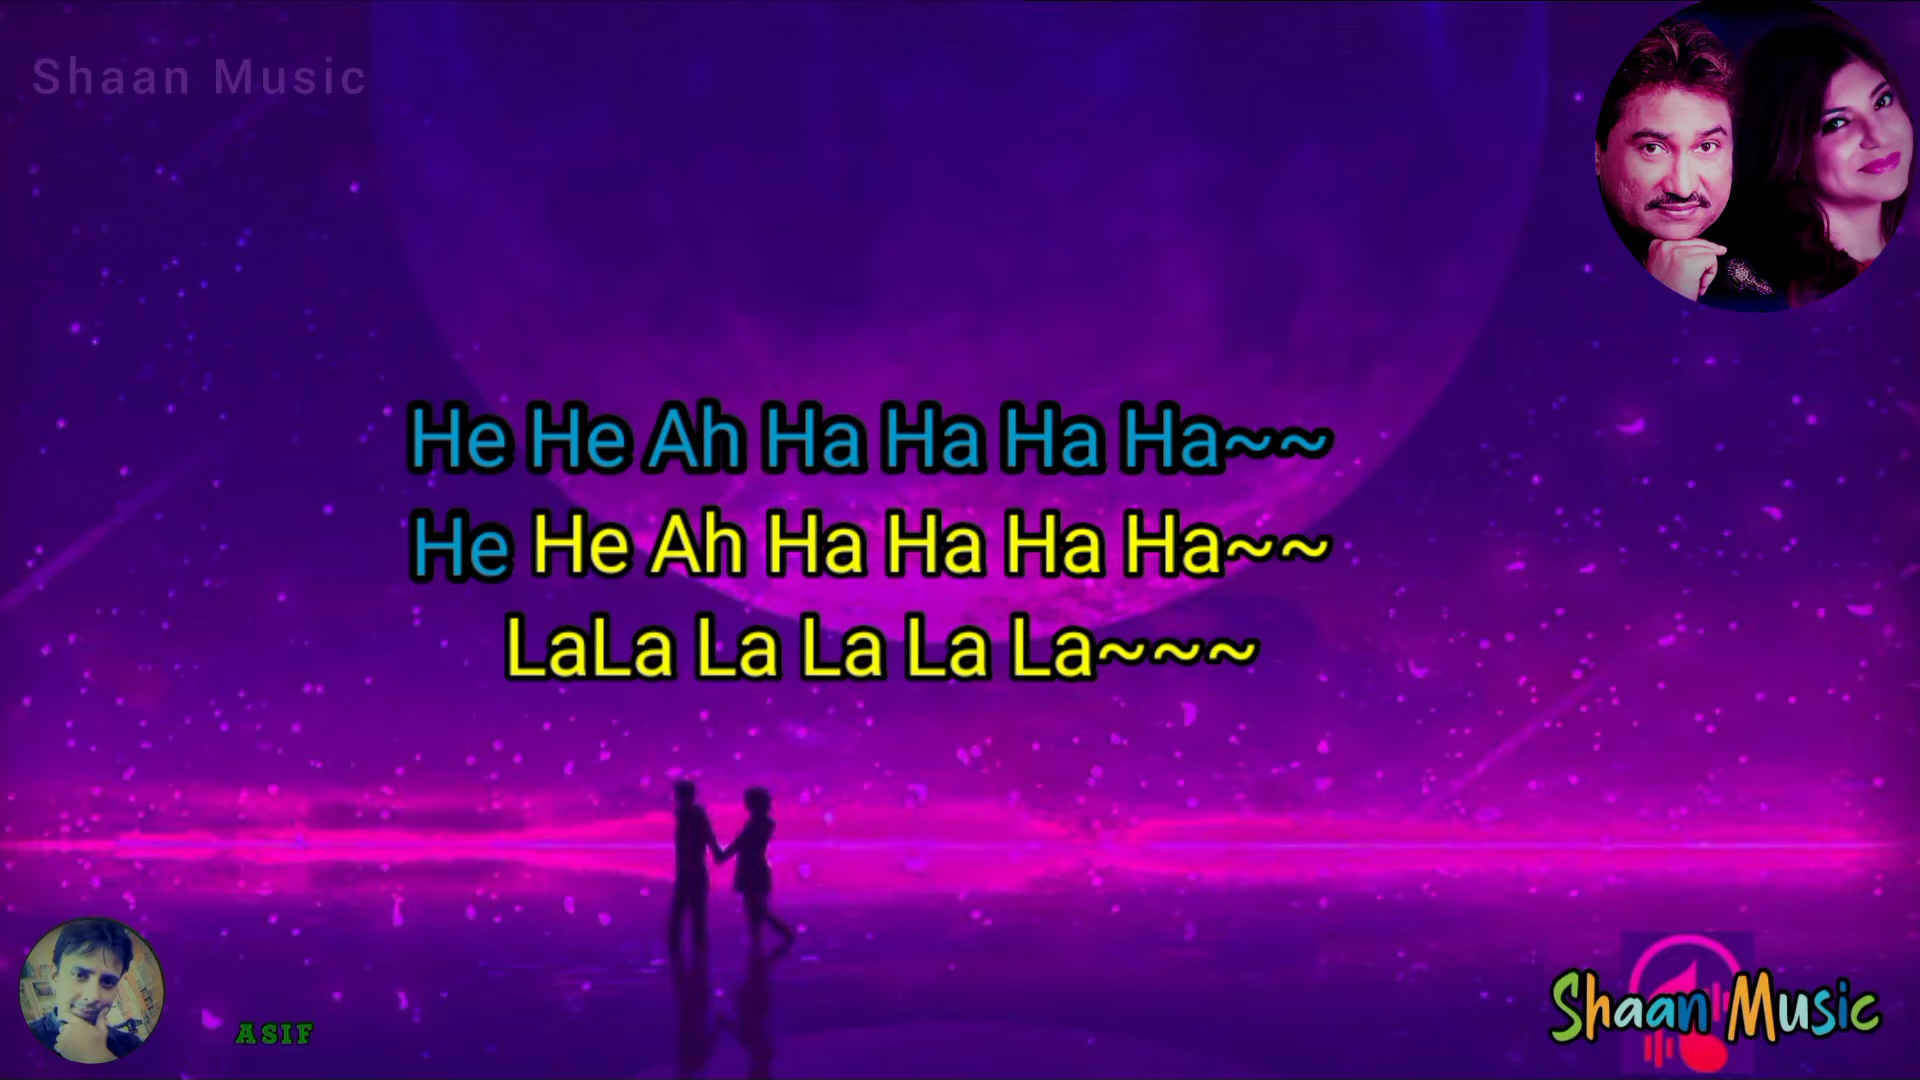 Shaan Music
He He Ah Ha Ha Ha Ha~~
He He Ah Ha Ha Ha Ha~~
LaLa La La La La~~~
ASIF
Shaan Music